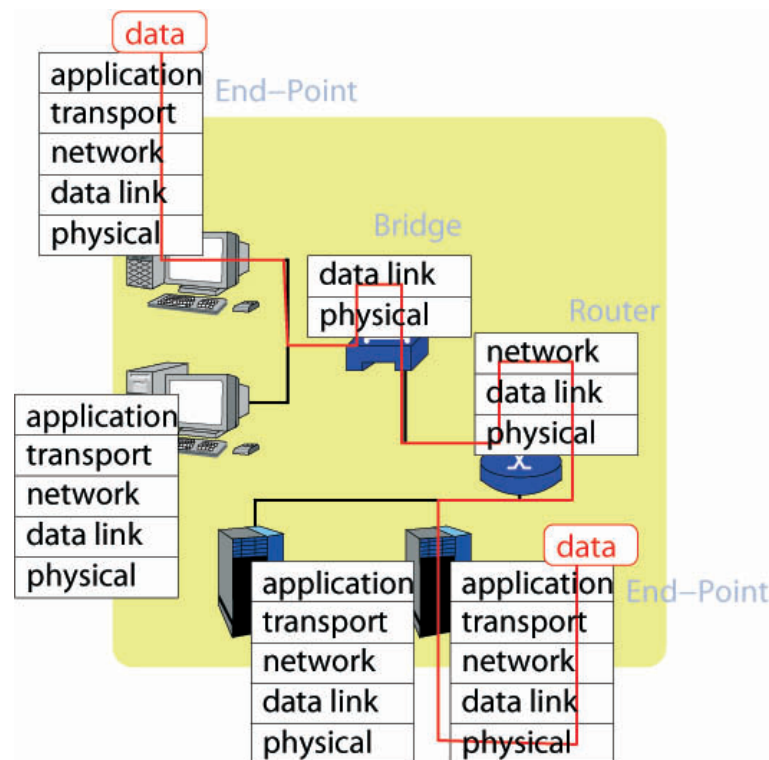 data
application
transport
network
data link
physical
End–Point
Bridge
data link
physical
Router
network
data link
physical
application
transport
network
data link
physical
application
transport
network
data link
physical
data
application
transport
network
data link
physical
End–Point